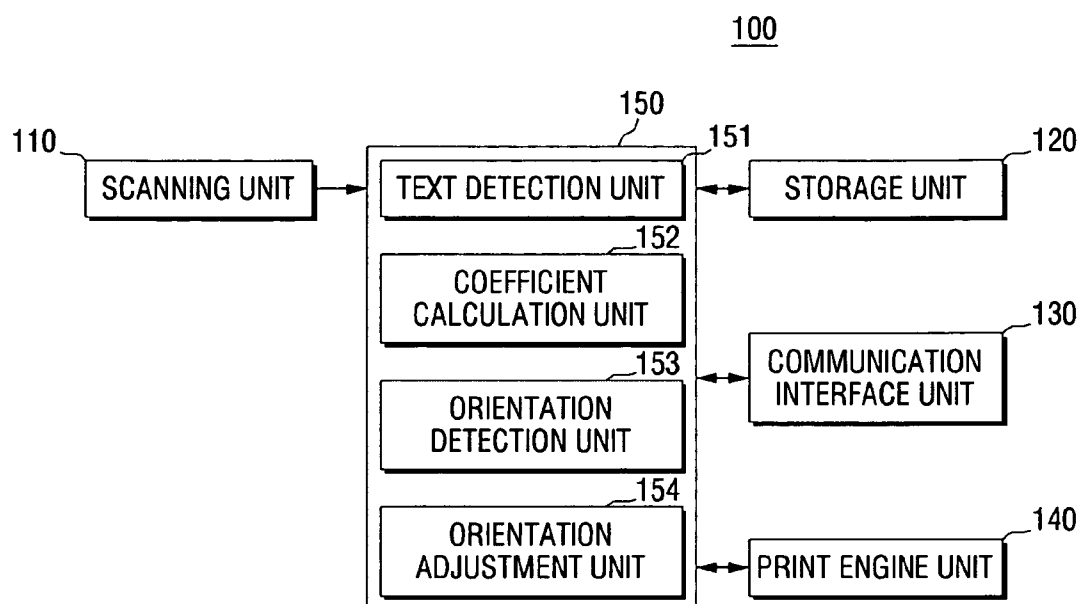 100
150
110
151
120
SCANNING UNIT
TEXT DETECTION UNIT
STORAGE UNIT
152
COEFFICIENT
CALCULATION UNIT
130
COMMUNICATION
INTERFACE UNIT
153
ORIENTATION
DETECTION UNIT
154
ORIENTATION
ADJUSTMENT UNIT
140
PRINT ENGINE UNIT